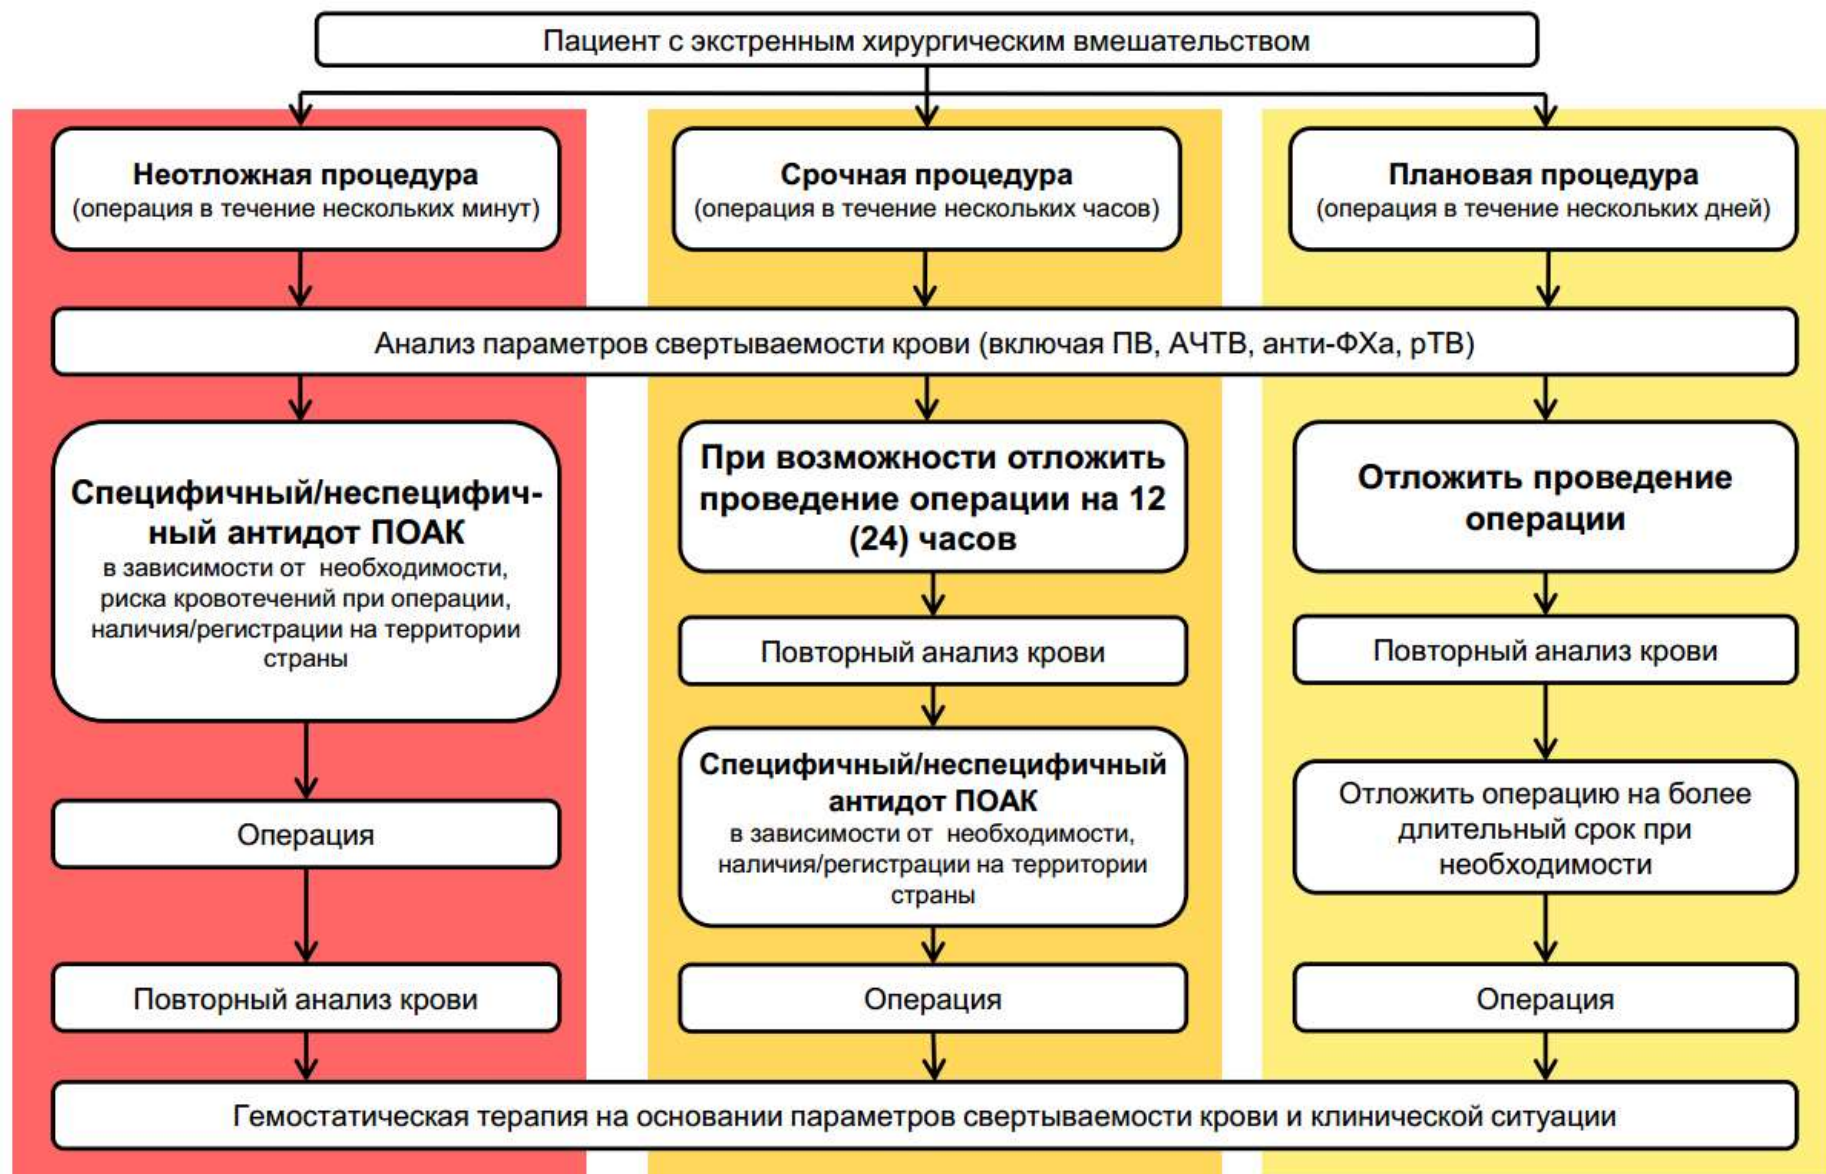 Пациент с экстренным хирургическим вмешательством
Неотложная процедура
(операция в течение нескольких минут)
Срочная процедура
(операция в течение нескольких часов)
Плановая процедура
(операция в течение нескольких дней)
Анализ параметров свертываемости крови (включая ПВ, АЧТВ, анти-ФХа, рТВ)
Специфичный/неспецифич-
ный антидот ПОАК
в зависимости от необходимости,
риска кровотечений при операции,
наличия/регистрации на территории
страны
Операция
Повторный анализ крови
При возможности отложить
проведение операции на 12
(24) часов
Повторный анализ крови
Специфичный/неспецифичный
антидот ПОАК
в зависимости от необходимости,
наличия/регистрации на территории
страны
Операция
Отложить проведение
операции
Повторный анализ крови
Отложить операцию на более
длительный срок при
необходимости
Операция
Гемостатическая терапия на основании параметров свертываемости крови и клинической ситуации